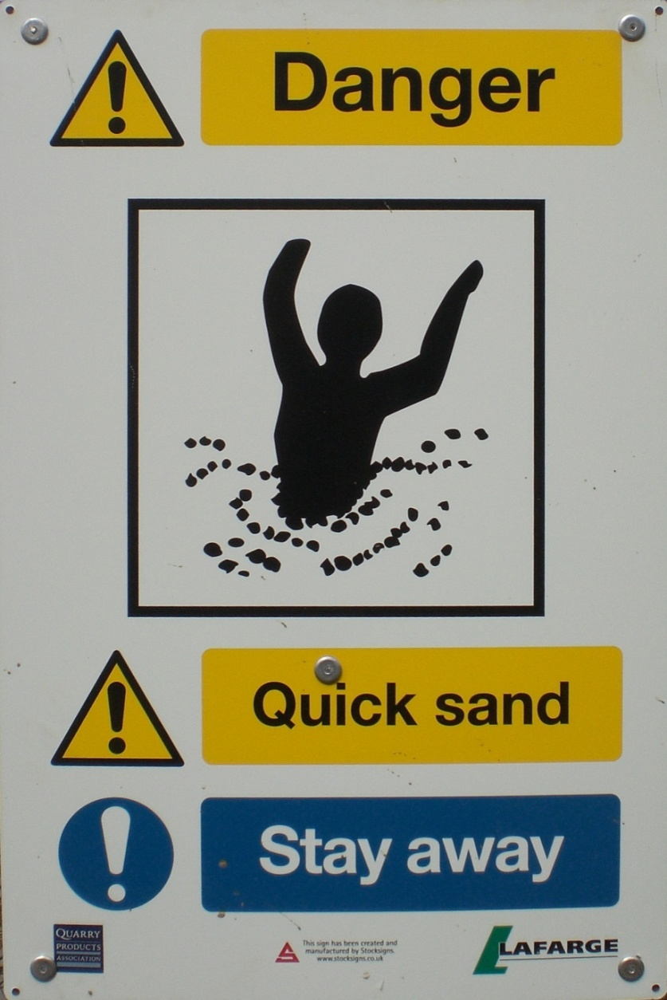 Danger
Quick sand
Stay away
QUARRY
PRODUCTS
ASSOCIATION
This sign has been created and
manufactured by Stocksigns.
www.stocksigns.co.uk
LAFARGE